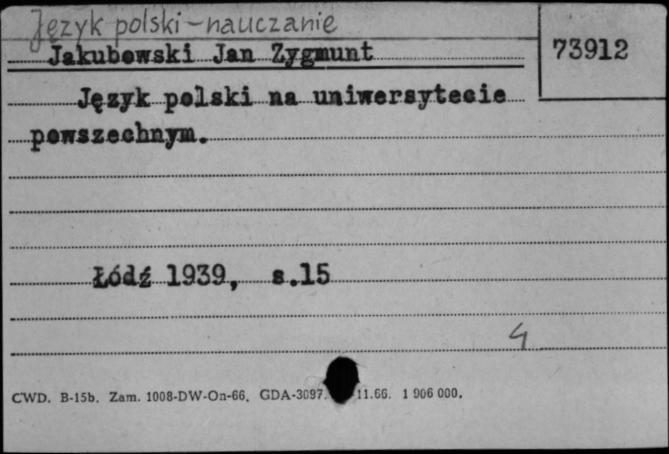 Język polski - nauczanie
Jakubowski Jan Zygmunt
73912
Język polski na uniwersytecie
powszechnym.
Łódź 1939, s.15
4
CWD. B-15b. Zam. 1008-DW-On-66. GDA-3097. 11.66. 1 906 000.